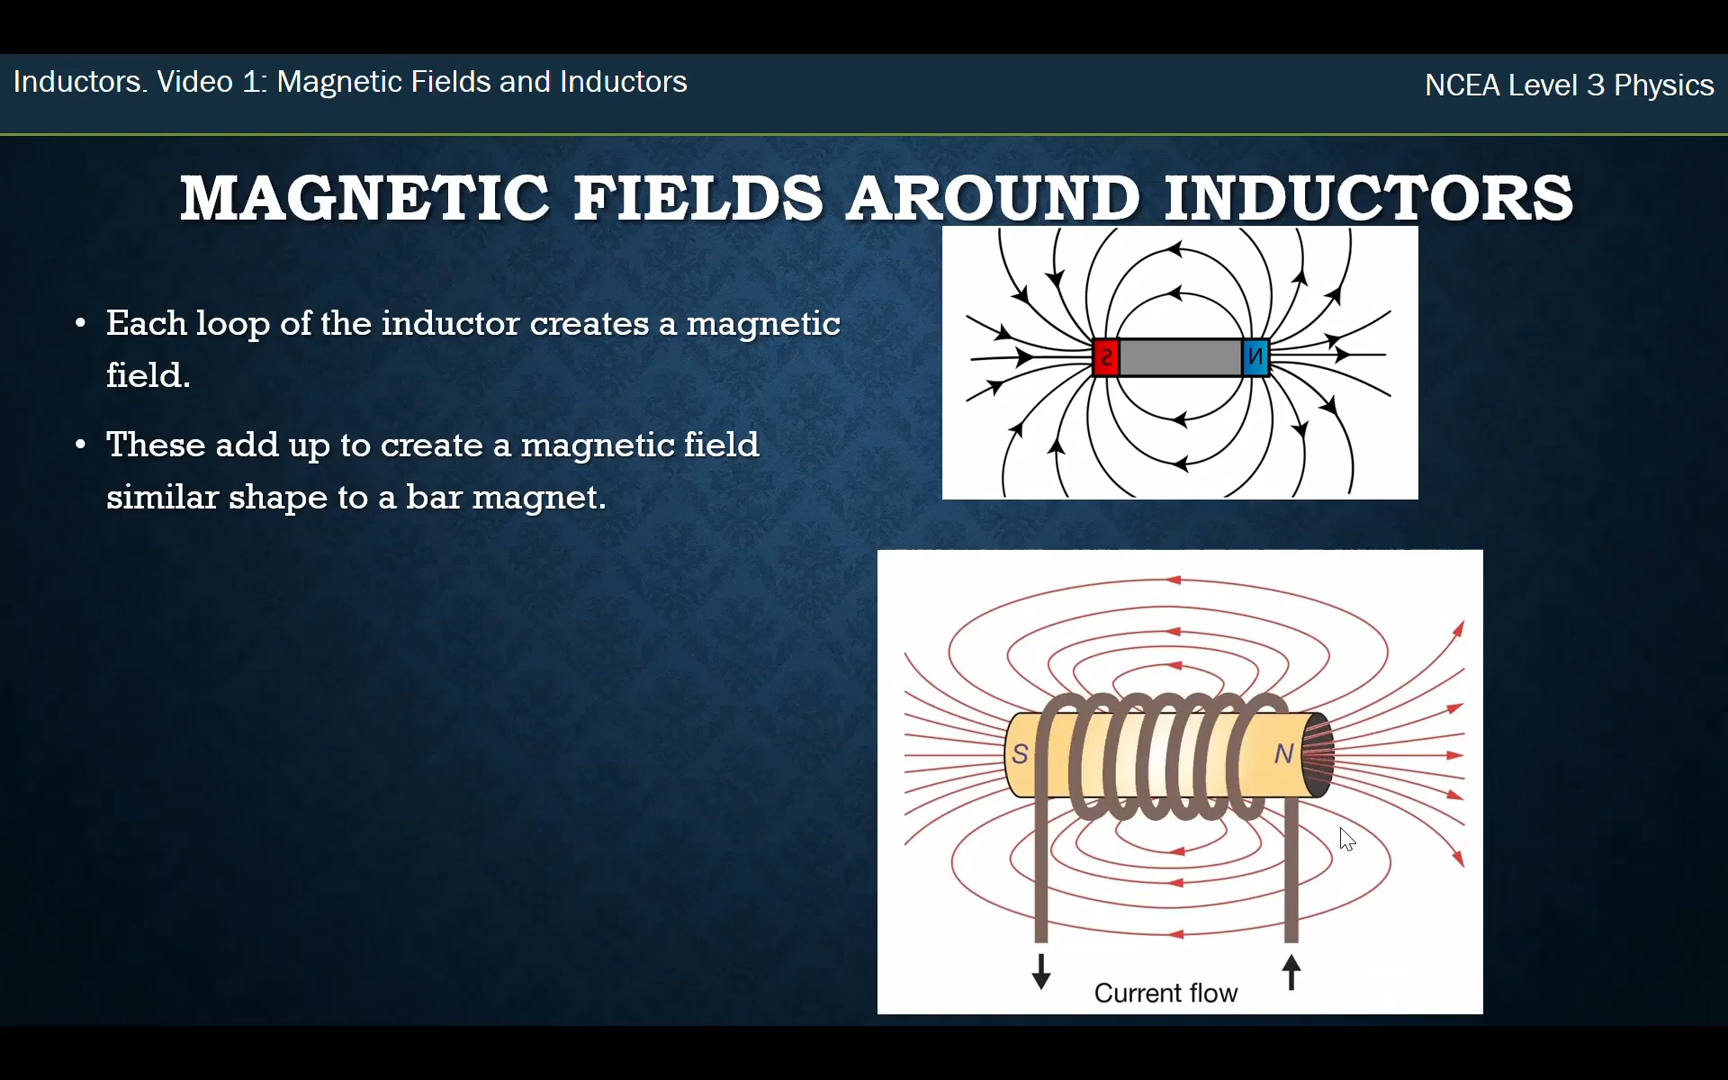 Inductors. Video 1: Magnetic Fields and Inductors
NCEA Level 3 Physics
MAGNETIC FIELDS AROUND INDUCTORS
• Each loop of the inductor creates a magnetic
field.
• These add up to create a magnetic field
similar shape to a bar magnet.
S N
S N
Current flow